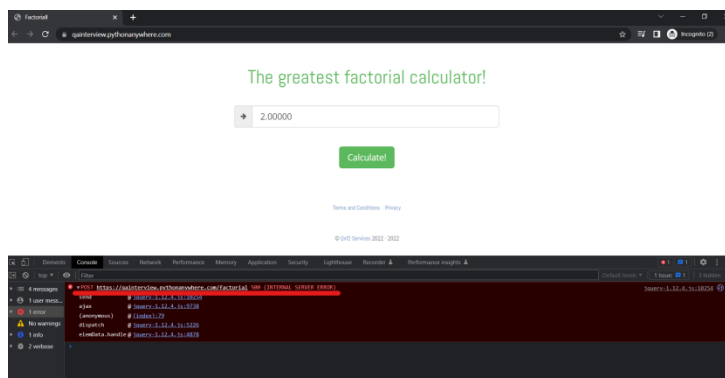 Factorial
qainterview.pythonanywhere.com
Incognito (2)
The greatest factorial calculator!
2.00000
Calculate!
Terms and Conditions Privacy
© Qxf2 Services 2022 - 2022
Elements Console Sources Network Performance Memory Application Security Lighthouse Recorder Performance insights 1 1
top Filter Default levels 1 Issue: 1 2 hidden
4 messages POST https://qainterview.pythonanywhere.com/factorial 500 (INTERNAL SERVER ERROR) jquery-1.12.4.js:10254
1 user mess... send @ jquery-1.12.4.js:10254
1 error ajax @ jquery-1.12.4.js:9738
(anonymous) @ (index):79
No warnings dispatch @ jquery-1.12.4.js:5226
1 info elemData.handle @ jquery-1.12.4.js:4878
2 verbose